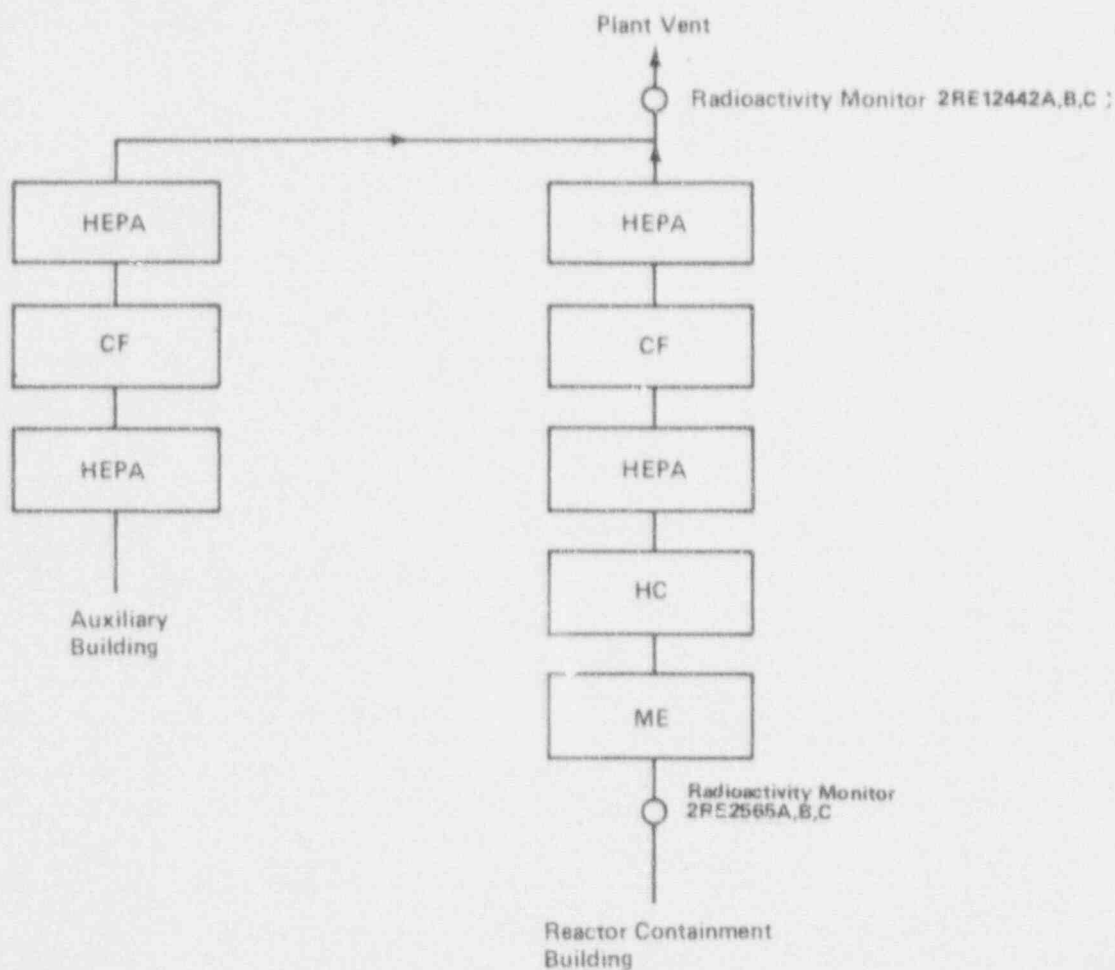 Plant Vent
Radioactivity Monitor 2RE12442A,B,C ;
HEPA
HEPA
CF
CF
HEPA
HEPA
HC
Auxiliary
Building
ME
Radioactivity Monitor
2RE2565A,B,C
Reactor Containment
Building